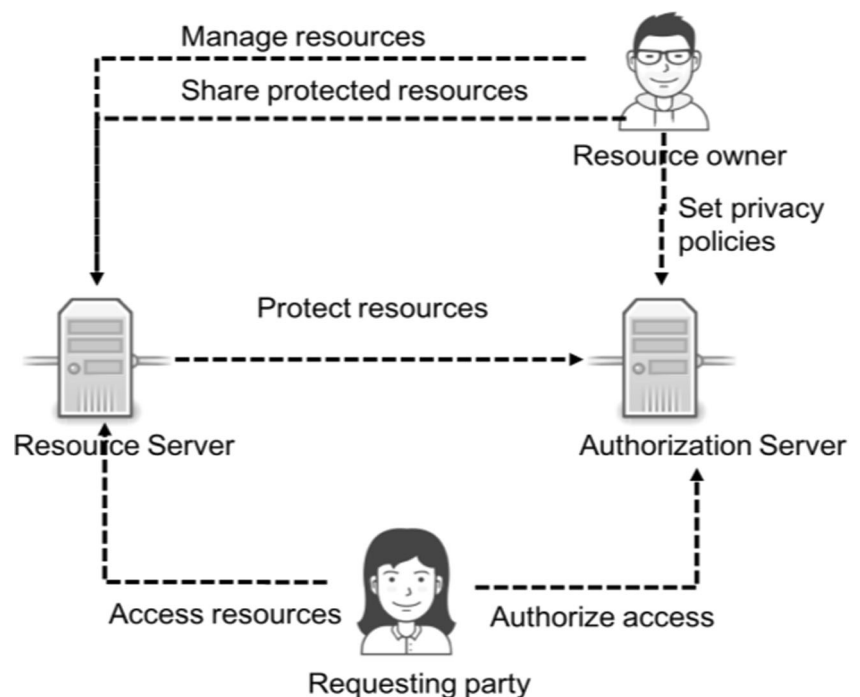 Manage resources
Share protected resources
Resource owner
Set privacy
policies
Protect resources
Resource Server
Authorization Server
Access resources
Authorize access
Requesting party